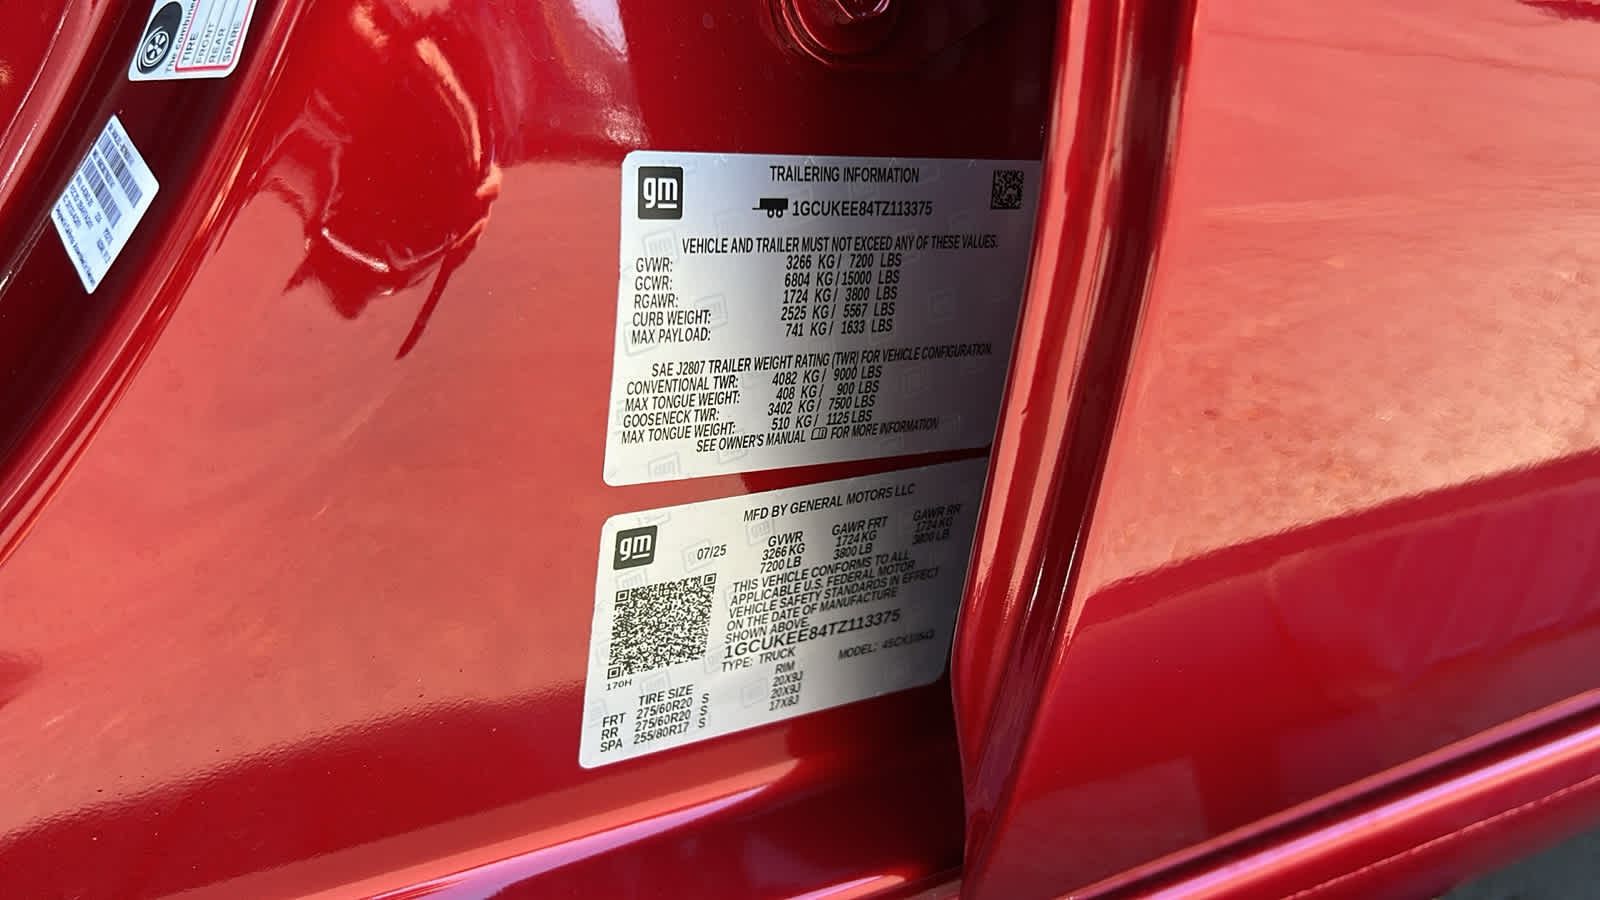 The combined
TIRE
FRONT
REAR
SPARE
gm
TRAILERING INFORMATION
1GCUKEE84TZ113375
VEHICLE AND TRAILER MUST NOT EXCEED ANY OF THESE VALUES.
GVWR: 3266 KG / 7200 LBS
GCWR: 6804 KG / 15000 LBS
RGAWR: 1724 KG / 3800 LBS
CURB WEIGHT: 2525 KG / 5567 LBS
MAX PAYLOAD: 741 KG / 1633 LBS
SAE J2807 TRAILER WEIGHT RATING (TWR) FOR VEHICLE CONFIGURATION.
CONVENTIONAL TWR: 4082 KG / 9000 LBS
MAX TONGUE WEIGHT: 408 KG / 900 LBS
GOOSENECK TWR: 3402 KG / 7500 LBS
MAX TONGUE WEIGHT: 510 KG / 1125 LBS
SEE OWNER'S MANUAL FOR MORE INFORMATION
MFD BY GENERAL MOTORS LLC
gm
07/25
GVWR GAWR FRT GAWR RR
3266 KG 1724 KG 1724 KG
7200 LB 3800 LB 3800 LB
THIS VEHICLE CONFORMS TO ALL
APPLICABLE U.S. FEDERAL MOTOR
VEHICLE SAFETY STANDARDS IN EFFECT
ON THE DATE OF MANUFACTURE
SHOWN ABOVE.
1GCUKEE84TZ113375
TYPE: TRUCK MODEL:
170H
TIRE SIZE RIM
FRT 275/60R20 S 20X9J
RR 275/60R20 S 20X9J
SPA 255/80R17 S 17X8J